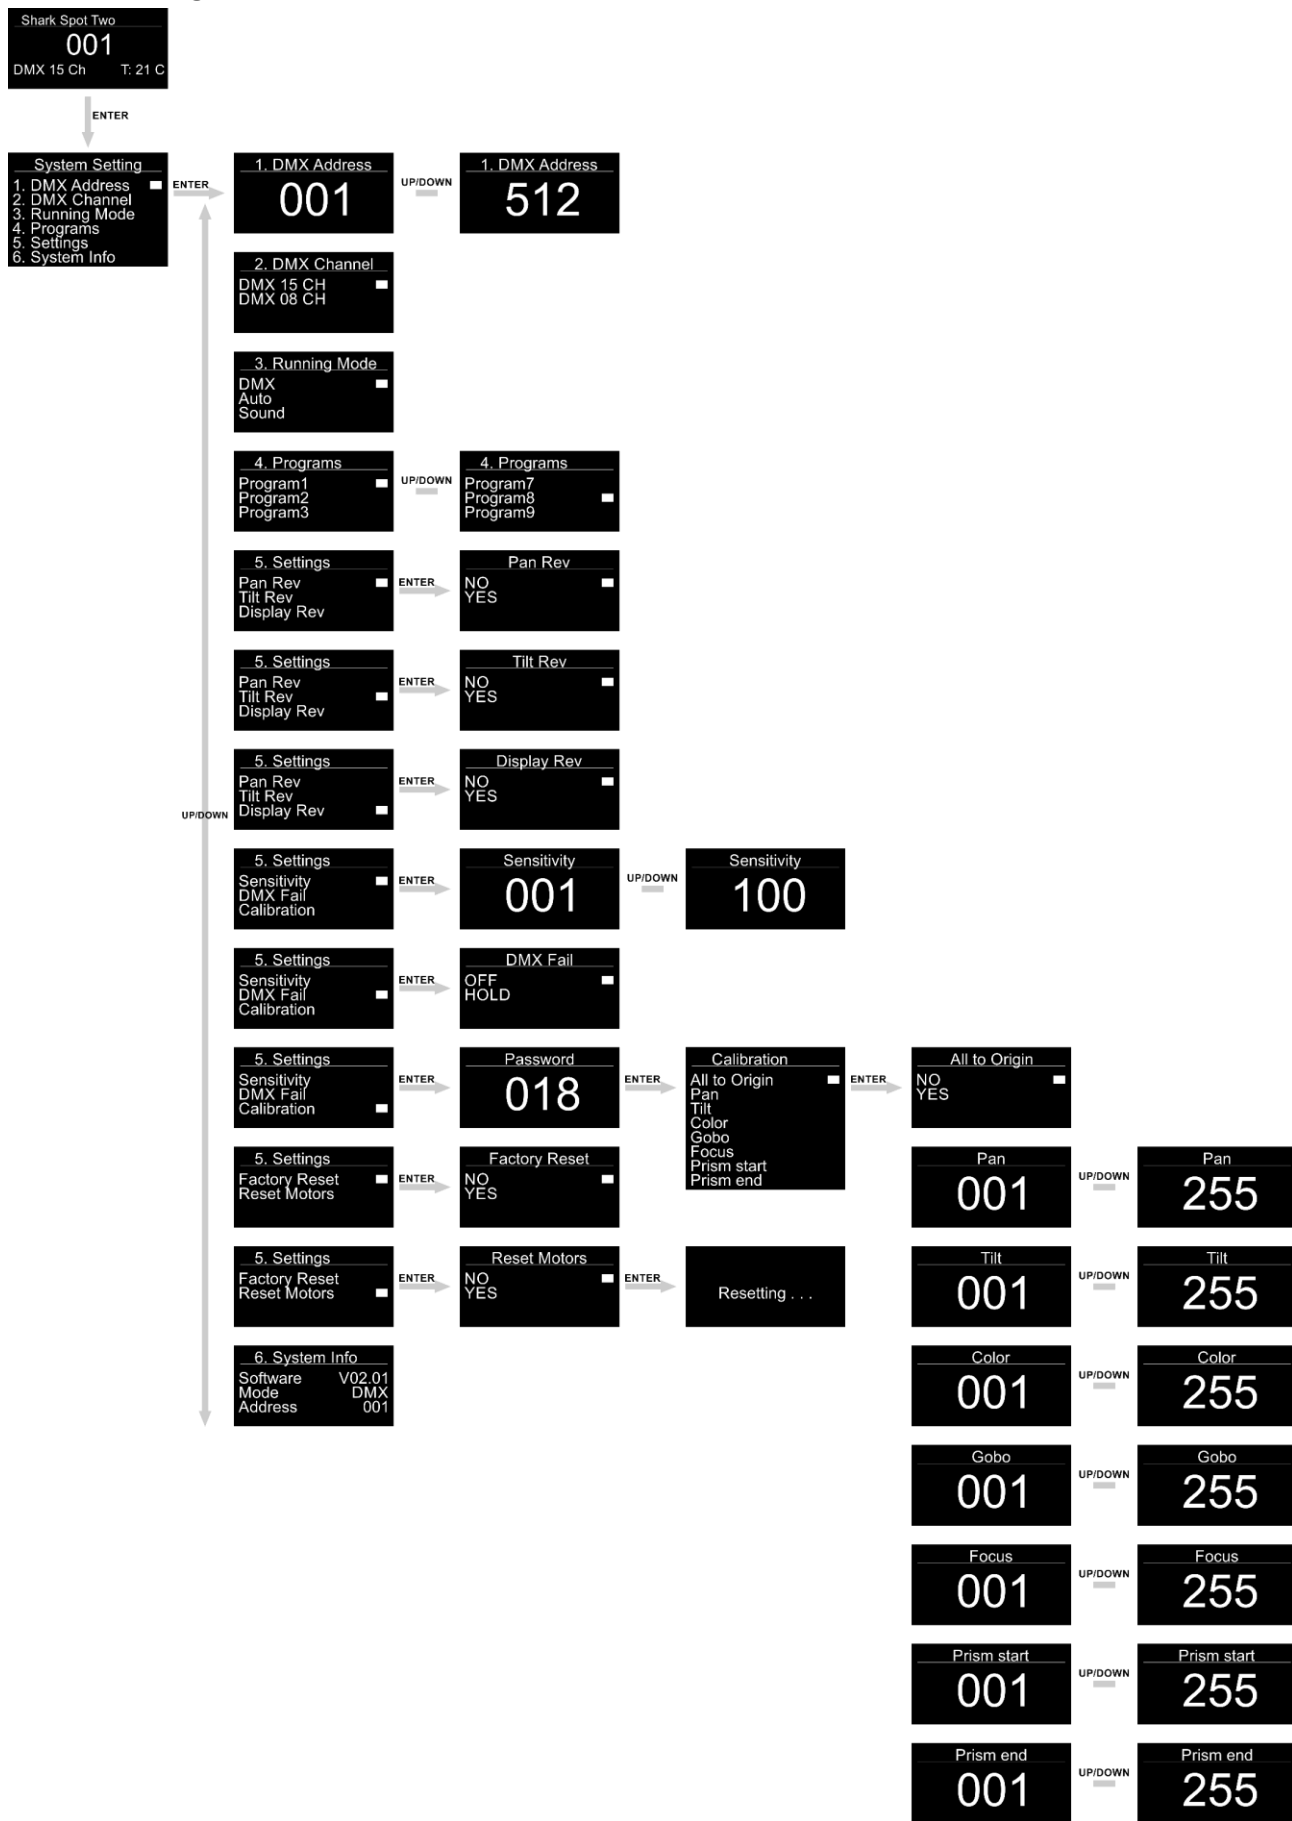 Shark Spot Two
001
DMX 15 Ch T: 21 C
ENTER
System Setting
1. DMX Address
2. DMX Channel
3. Running Mode
4. Programs
5. Settings
6. System Info
ENTER
UP/DOWN
1. DMX Address
001
UP/DOWN
1. DMX Address
512
2. DMX Channel
DMX 15 CH
DMX 08 CH
3. Running Mode
DMX
Auto
Sound
4. Programs
Program1
Program2
Program3
UP/DOWN
4. Programs
Program7
Program8
Program9
5. Settings
Pan Rev
Tilt Rev
Display Rev
ENTER
Pan Rev
NO
YES
5. Settings
Pan Rev
Tilt Rev
Display Rev
ENTER
Tilt Rev
NO
YES
5. Settings
Pan Rev
Tilt Rev
Display Rev
ENTER
Display Rev
NO
YES
5. Settings
Sensitivity
DMX Fail
Calibration
ENTER
Sensitivity
001
UP/DOWN
Sensitivity
100
5. Settings
Sensitivity
DMX Fail
Calibration
ENTER
DMX Fail
OFF
HOLD
5. Settings
Sensitivity
DMX Fail
Calibration
ENTER
Password
018
ENTER
Calibration
All to Origin
Pan
Tilt
Color
Gobo
Focus
Prism start
Prism end
ENTER
All to Origin
NO
YES
Pan
001
UP/DOWN
Pan
255
Tilt
001
UP/DOWN
Tilt
255
Color
001
UP/DOWN
Color
255
Gobo
001
UP/DOWN
Gobo
255
Focus
001
UP/DOWN
Focus
255
Prism start
001
UP/DOWN
Prism start
255
Prism end
001
UP/DOWN
Prism end
255
5. Settings
Factory Reset
Reset Motors
ENTER
Factory Reset
NO
YES
5. Settings
Factory Reset
Reset Motors
ENTER
Reset Motors
NO
YES
ENTER
Resetting . . .
6. System Info
Software V02.01
Mode DMX
Address 001